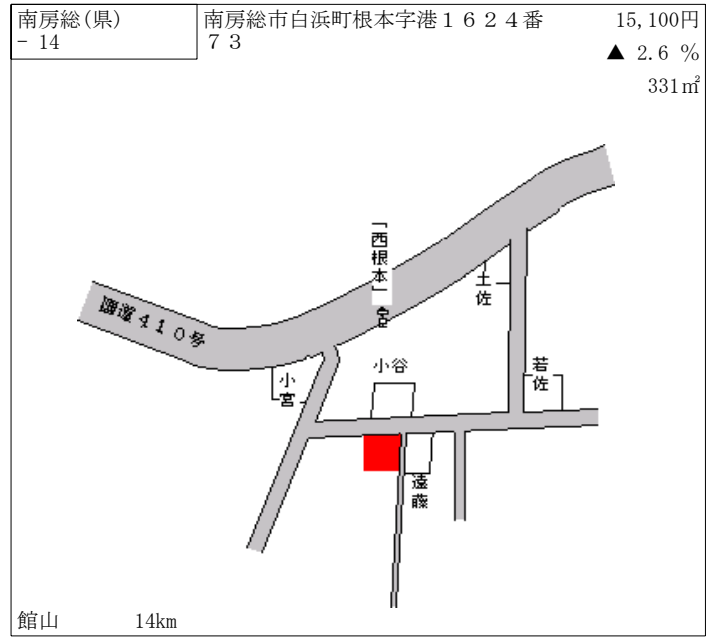 南房総(県)
- 14
南房総市白浜町根本字港１６２４番
７３
15,100円
▲ 2.6 %
331㎡
「西根本」
国道４１０号
土佐
小谷
若佐
小宮
遠藤
館山 14km